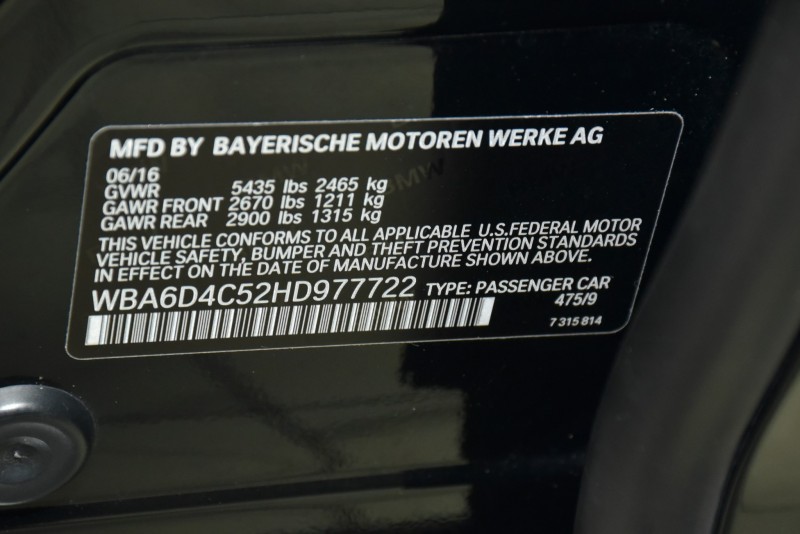 MFD BY BAYERISCHE MOTOREN WERKE AG
06/16
GVWR 5435 lbs 2465 kg
GAWR FRONT 2670 lbs 1211 kg
GAWR REAR 2900 lbs 1315 kg
THIS VEHICLE CONFORMS TO ALL APPLICABLE U.S.FEDERAL MOTOR
VEHICLE SAFETY, BUMPER AND THEFT PREVENTION STANDARDS
IN EFFECT ON THE DATE OF MANUFACTURE SHOWN ABOVE.
WBA6D4C52HD977722 TYPE: PASSENGER CAR
475/9
7 315 814
BMW